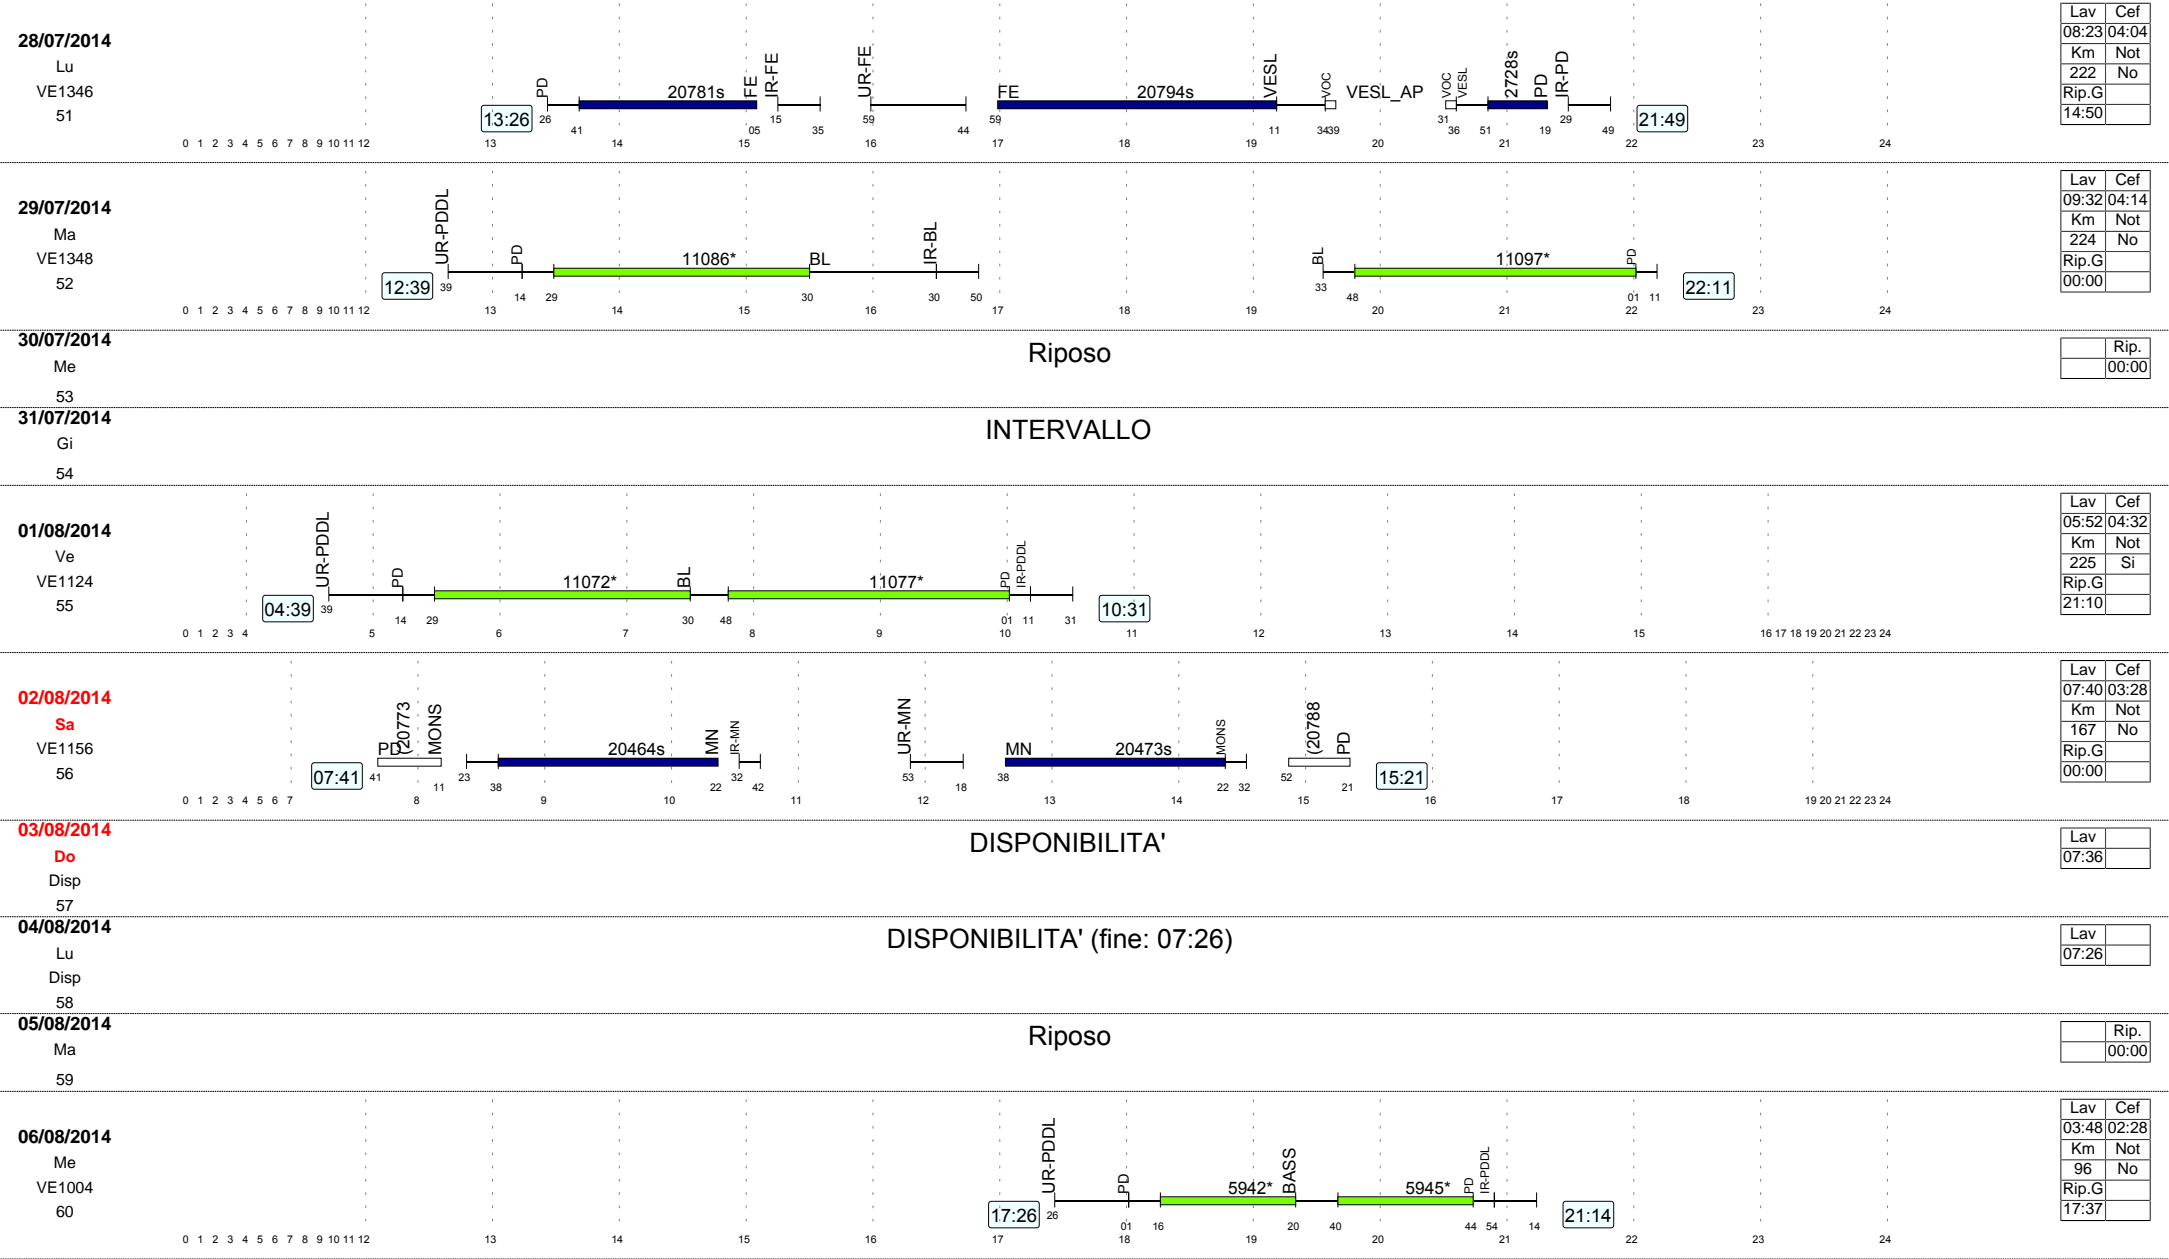 28/07/2014
Lu
VE1346
51
13:26
PD
20781s
FE
IR-FE
UR-FE
FE
20794s
VESL
VOC
VESL_AP
VOC
VESL
2728s
PD
IR-PD
21:49
26 41 05 15 35 59 44 59 11 3439 31 36 51 19 29 49
0 1 2 3 4 5 6 7 8 9 10 11 12 13 14 15 16 17 18 19 20 21 22 23 24
Lav Cef
08:23 04:04
Km Not
222 No
Rip.G
14:50
29/07/2014
Ma
VE1348
52
12:39
UR-PDDL
PD
11086*
BL
IR-BL
BL
11097*
PD
22:11
39 14 29 30 30 50 33 48 01 11
0 1 2 3 4 5 6 7 8 9 10 11 12 13 14 15 16 17 18 19 20 21 22 23 24
Lav Cef
09:32 04:14
Km Not
224 No
Rip.G
00:00
30/07/2014
Me
53
Riposo
Rip.
00:00
31/07/2014
Gi
54
INTERVALLO
01/08/2014
Ve
VE1124
55
04:39
UR-PDDL
PD
11072*
BL
11077*
PD
IR-PDDL
10:31
39 14 29 30 48 01 11 31
0 1 2 3 4 5 6 7 8 9 10 11 12 13 14 15 16 17 18 19 20 21 22 23 24
Lav Cef
05:52 04:32
Km Not
225 Si
Rip.G
21:10
02/08/2014
Sa
VE1156
56
07:41
PD
(20773
MONS
20464s
MN
IR-MN
UR-MN
MN
20473s
MONS
(20788
PD
15:21
41 11 23 38 22 32 42 53 18 38 22 32 52 21
0 1 2 3 4 5 6 7 8 9 10 11 12 13 14 15 16 17 18 19 20 21 22 23 24
Lav Cef
07:40 03:28
Km Not
167 No
Rip.G
00:00
03/08/2014
Do
Disp
57
DISPONIBILITA'
Lav
07:36
04/08/2014
Lu
Disp
58
DISPONIBILITA' (fine: 07:26)
Lav
07:26
05/08/2014
Ma
59
Riposo
Rip.
00:00
06/08/2014
Me
VE1004
60
17:26
UR-PDDL
PD
5942*
BASS
5945*
PD
IR-PDDL
21:14
26 01 16 20 40 44 54 14
0 1 2 3 4 5 6 7 8 9 10 11 12 13 14 15 16 17 18 19 20 21 22 23 24
Lav Cef
03:48 02:28
Km Not
96 No
Rip.G
17:37